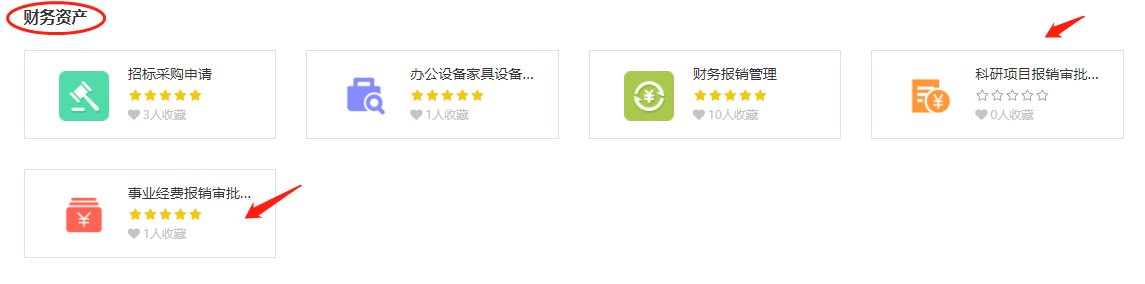 财务资产
招标采购申请
3人收藏
办公设备家具设备...
1人收藏
财务报销管理
10人收藏
科研项目报销审批...
0人收藏
事业经费报销审批...
1人收藏